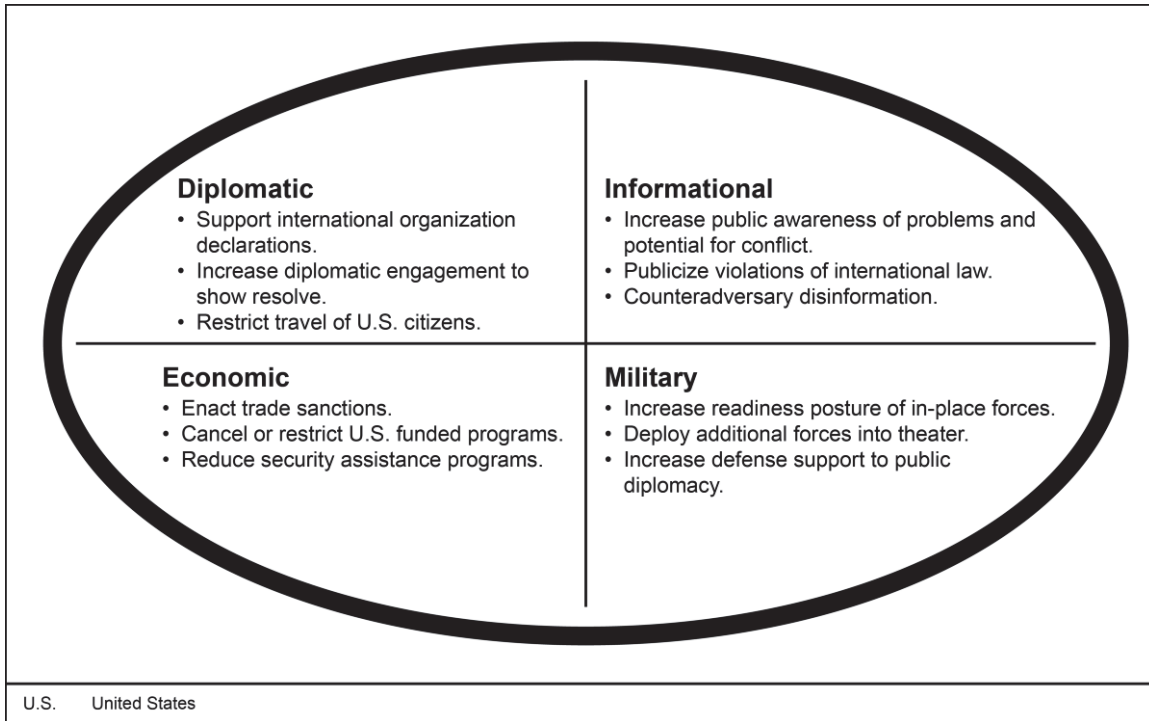 Diplomatic
• Support international organization
declarations.
• Increase diplomatic engagement to
show resolve.
• Restrict travel of U.S. citizens.
Informational
• Increase public awareness of problems and
potential for conflict.
• Publicize violations of international law.
• Counteradversary disinformation.
Economic
• Enact trade sanctions.
• Cancel or restrict U.S. funded programs.
• Reduce security assistance programs.
Military
• Increase readiness posture of in-place forces.
• Deploy additional forces into theater.
• Increase defense support to public
diplomacy.
U.S. United States